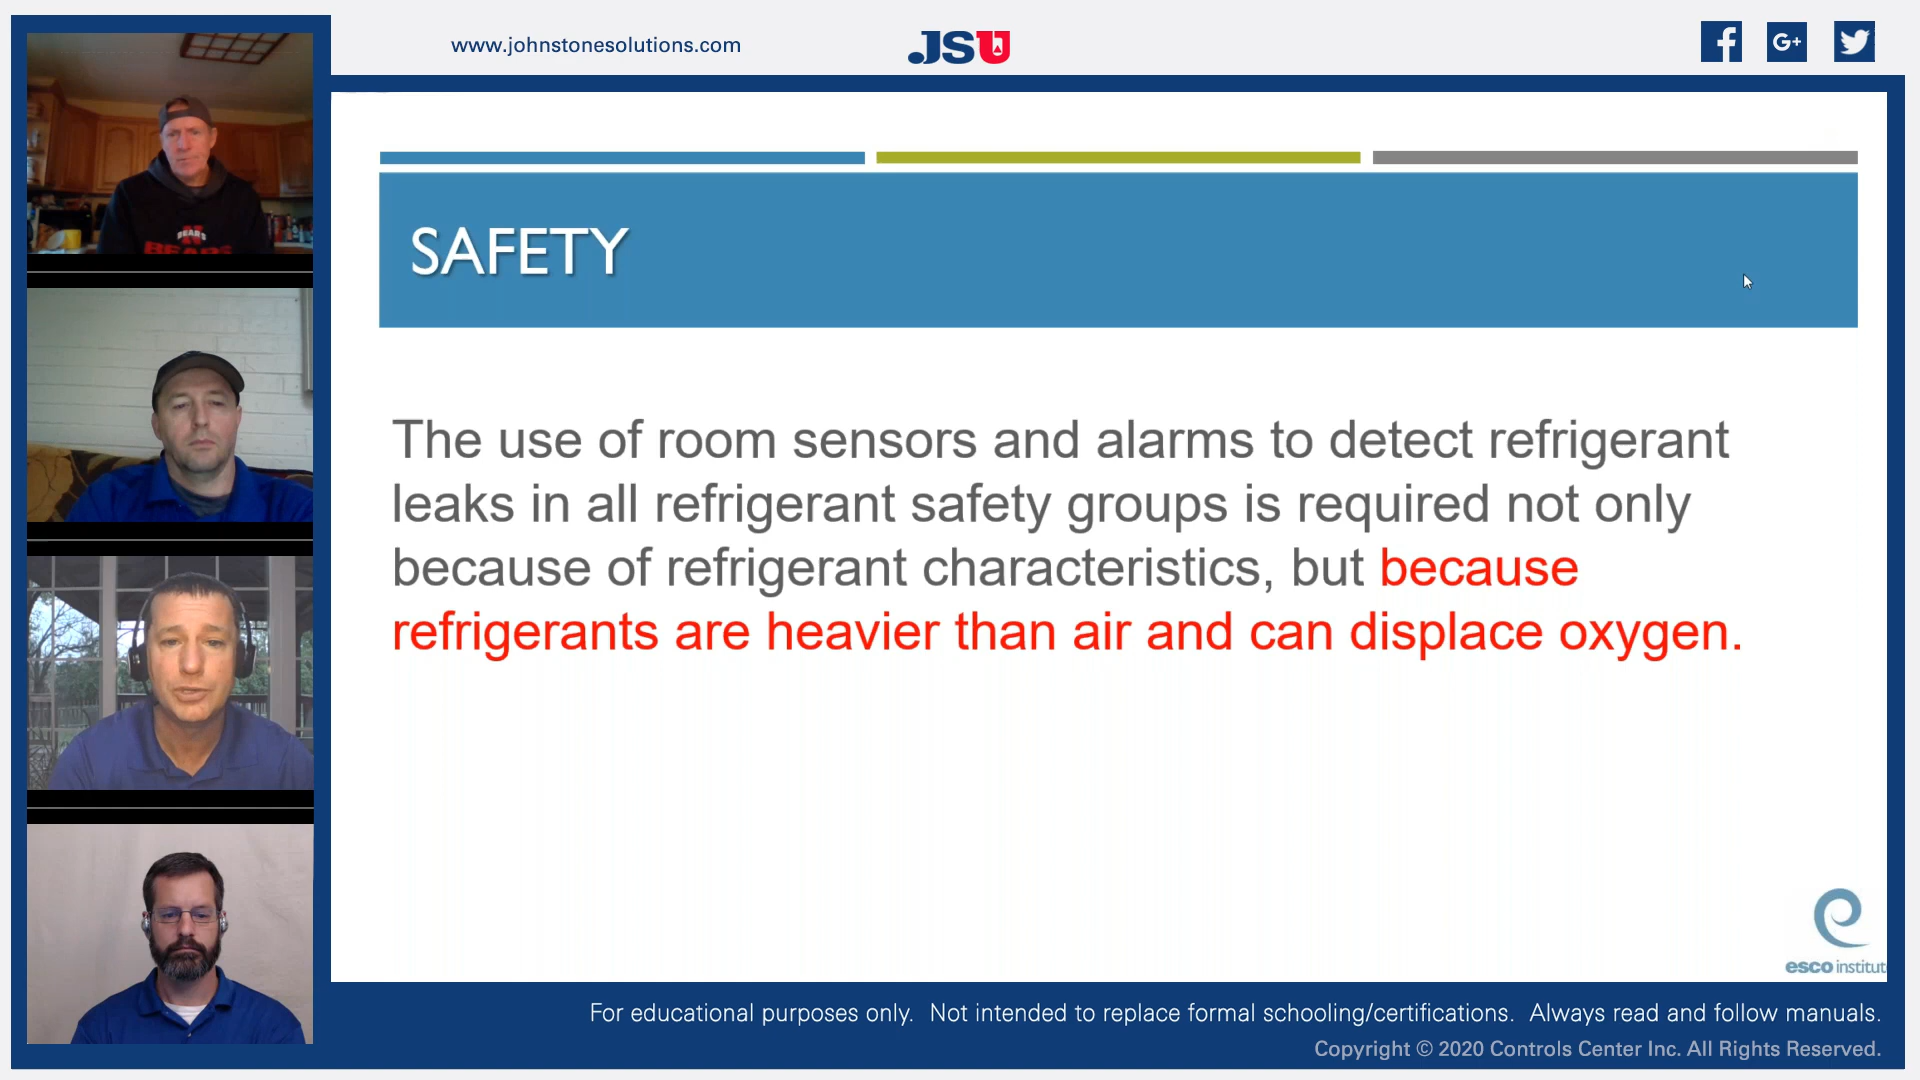 www.johnstonesolutions.com
JSU
G+
BEARS
BEARS
SAFETY
The use of room sensors and alarms to detect refrigerant
leaks in all refrigerant safety groups is required not only
because of refrigerant characteristics, but because
refrigerants are heavier than air and can displace oxygen.
esco institut
For educational purposes only. Not intended to replace formal schooling/certifications. Always read and follow manuals.
Copyright © 2020 Controls Center Inc. All Rights Reserved.